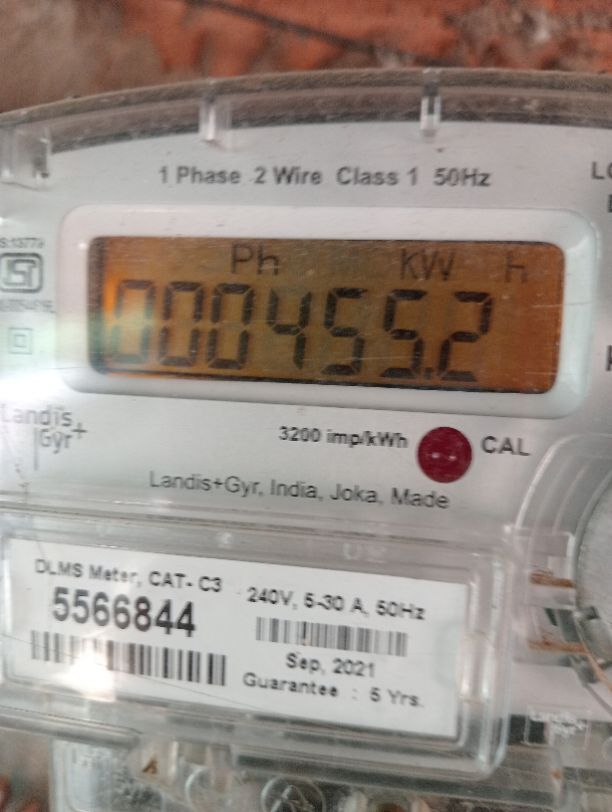 1 Phase 2 Wire Class 1 50Hz
Ph KW h
0000455.2
Landis
Gyr+
3200 imp/kWh
CAL
Landis+Gyr, India, Joka, Made
DLMS Meter, CAT- C3
5566844
240V, 5-30 A, 50Hz
Sep, 2021
Guarantee : 5 Yrs.